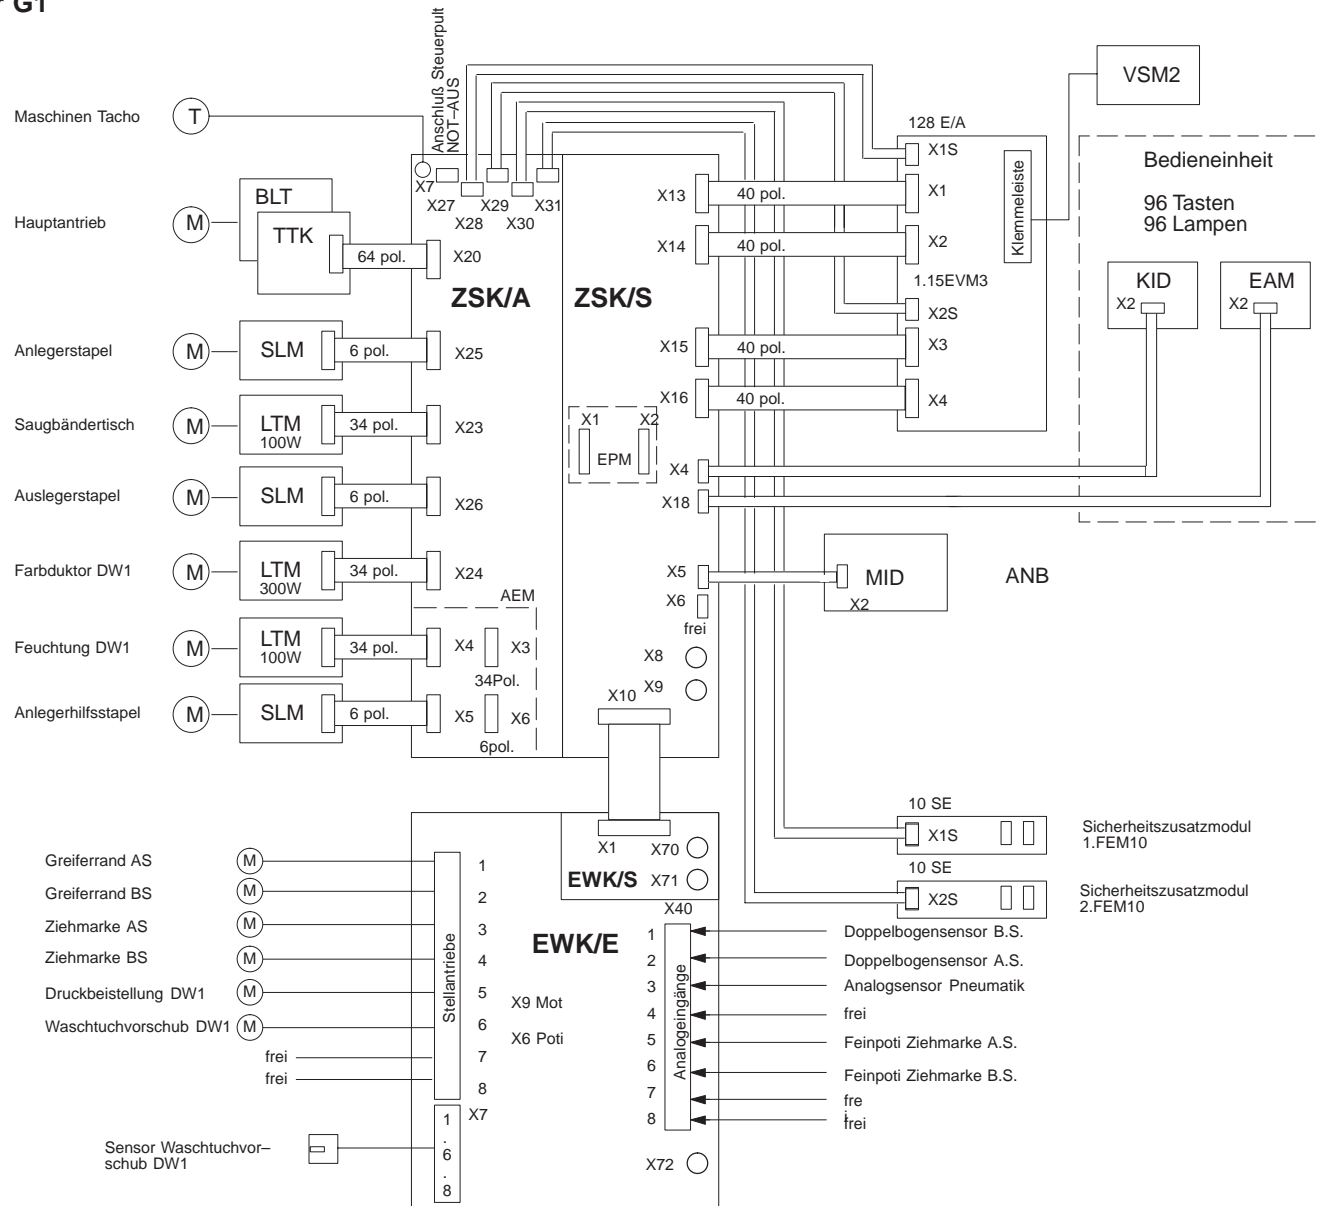 G1
Anschluß Steuerpult
NOT–AUS
VSM2
Maschinen Tacho
T
128 E/A
X1S
Klemmeleiste
Bedieneinheit
96 Tasten
96 Lampen
X7
X27
X28
X29
X30
X31
X13
40 pol.
X1
BLT
TTK
Hauptantrieb
M
64 pol.
X20
X14
40 pol.
X2
ZSK/A
ZSK/S
1.15EVM3
X2S
KID
X2
EAM
X2
Anlegerstapel
M
SLM
6 pol.
X25
X15
40 pol.
X3
X16
40 pol.
X4
Saugbändertisch
M
LTM
100W
34 pol.
X23
X1
X2
EPM
X4
X18
Auslegerstapel
M
SLM
6 pol.
X26
Farbduktor DW1
M
LTM
300W
34 pol.
X24
X5
MID
X2
ANB
AEM
X6
frei
Feuchtung DW1
M
LTM
100W
34 pol.
X4
X3
34Pol.
X8
X9
X10
Anlegerhilfsstapel
M
SLM
6 pol.
X5
X6
6pol.
10 SE
X1S
Sicherheitszusatzmodul
1.FEM10
X1
X70
EWK/S
X71
10 SE
X2S
Sicherheitszusatzmodul
2.FEM10
X40
Greiferrand AS
M
1
Greiferrand BS
M
2
Ziehmarke AS
M
3
Ziehmarke BS
M
4
Druckbeistellung DW1
M
5
Waschtuchvorschub DW1
M
6
frei
7
frei
8
Stellantriebe
EWK/E
X9 Mot
X6 Poti
Analogeingänge
1
Doppelbogensensor B.S.
2
Doppelbogensensor A.S.
3
Analogsensor Pneumatik
4
frei
5
Feinpoti Ziehmarke A.S.
6
Feinpoti Ziehmarke B.S.
7
fre
i
8
frei
X7
1
.
6
.
8
Sensor Waschtuchvor–
schub DW1
X72